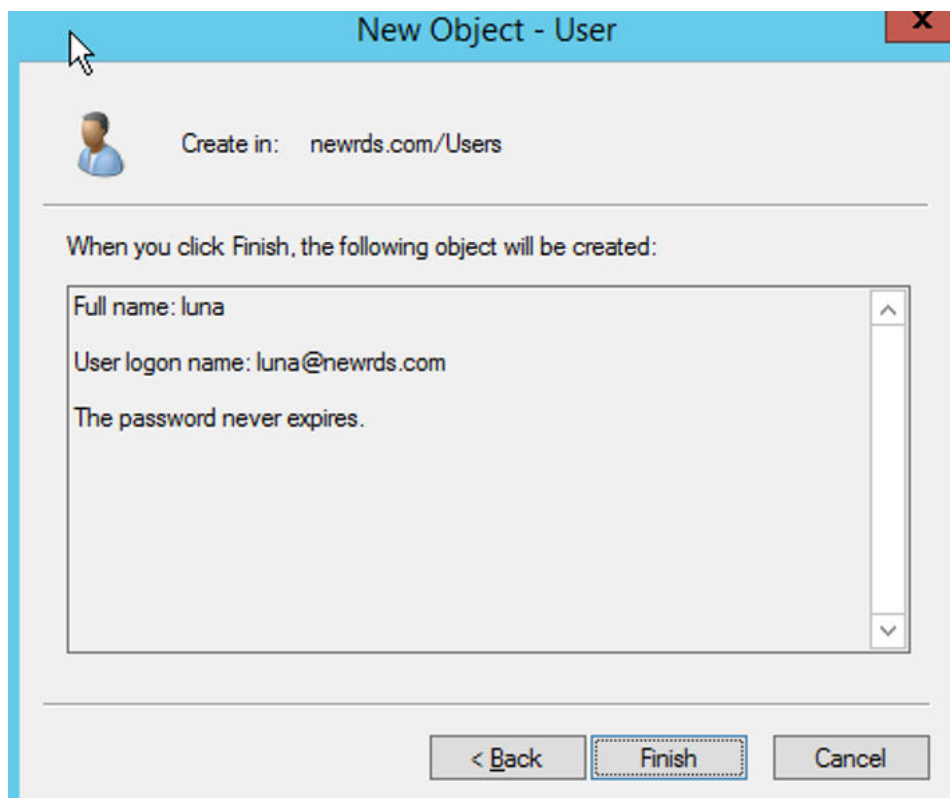 New Object - User
x
Create in: newrds.com/Users
When you click Finish, the following object will be created:
Full name: luna
User logon name: luna@newrds.com
The password never expires.
< Back Finish Cancel